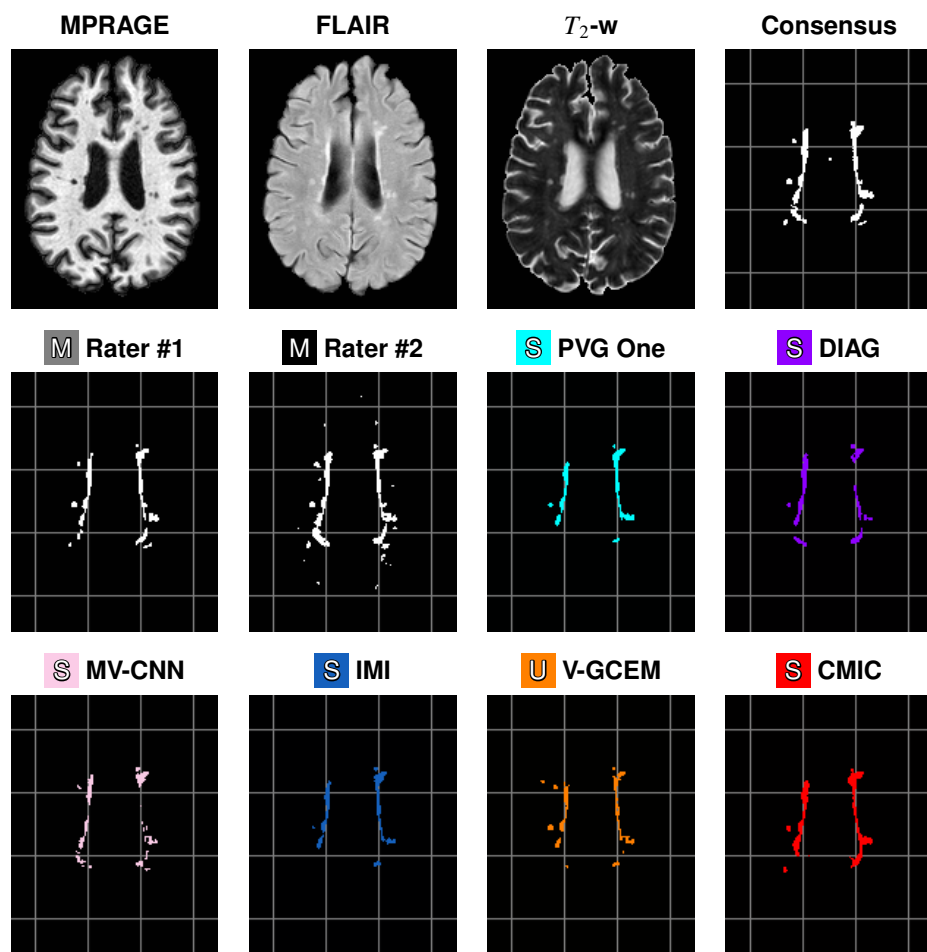 MPRAGE FLAIR T₂-w Consensus
M Rater #1 M Rater #2 S PVG One S DIAG
S MV-CNN S IMI U V-GCEM S CMIC